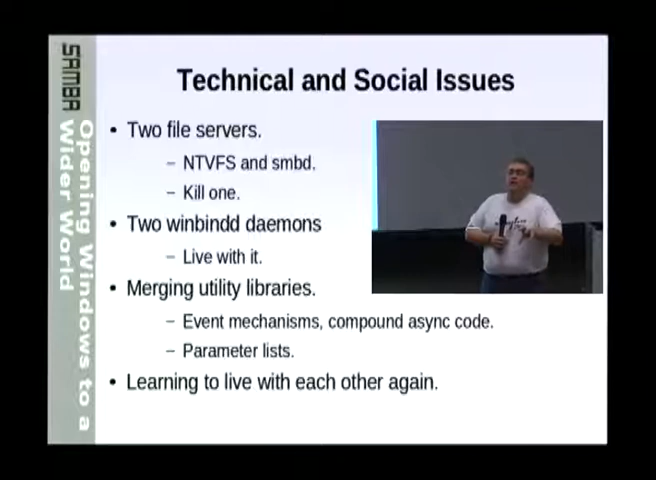 SAMBA
Opening Windows to a
Wider World
Technical and Social Issues
• Two file servers.
– NTVFS and smbd.
– Kill one.
• Two winbindd daemons
– Live with it.
• Merging utility libraries.
– Event mechanisms, compound async code.
– Parameter lists.
• Learning to live with each other again.